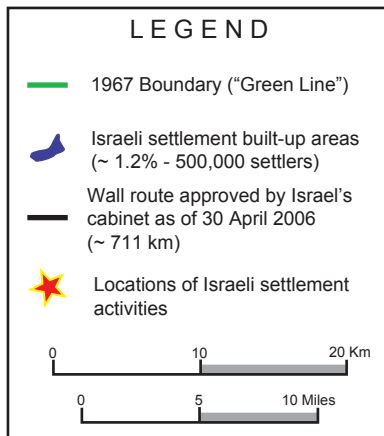 LEGEND
1967 Boundary (“Green Line”)
Israeli settlement built-up areas
(~ 1.2% - 500,000 settlers)
Wall route approved by Israel’s
cabinet as of 30 April 2006
(~ 711 km)
Locations of Israeli settlement
activities
0 10 20 Km
0 5 10 Miles